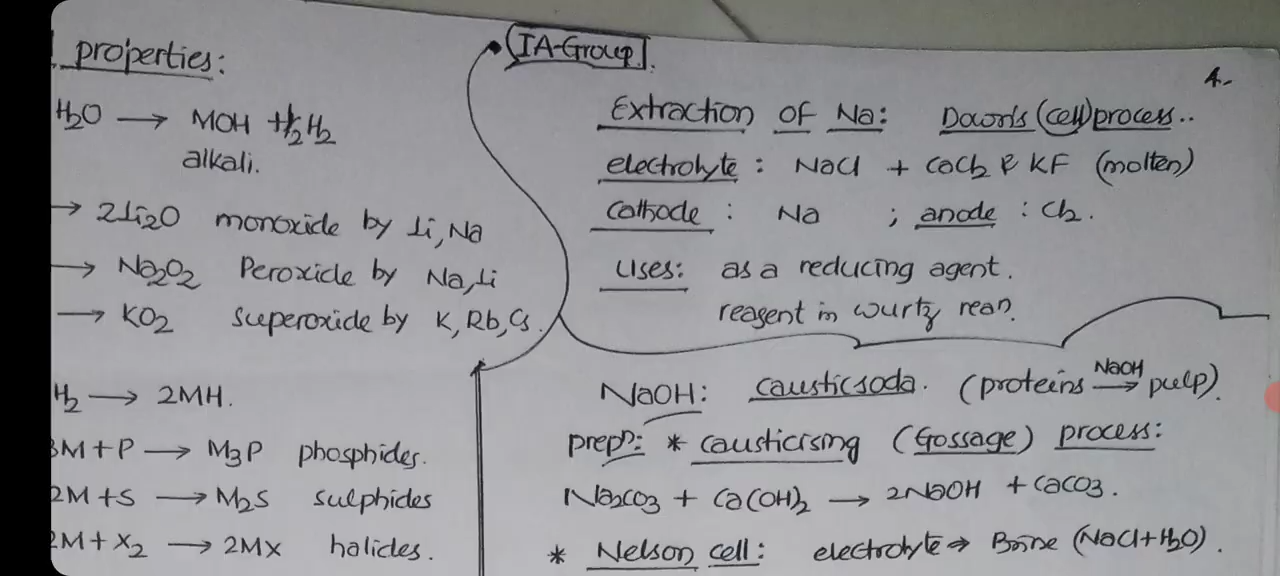 IA-Group
properties:
H2O → MOH + ½H2
alkali.
→ 2Li2O monoxide by Li, Na
→ Na2O2 Peroxide by Na, Li
→ KO2 superoxide by K, Rb, Cs.
H2 → 2MH.
3M + P → M3P phosphides.
2M + S → M2S sulphides
2M + X2 → 2MX halides.
4.
Extraction of Na: Down's (cell) process..
electrolyte : NaCl + CaCl2 & KF (molten)
Cathode : Na ; anode : Cl2.
Uses: as a reducing agent.
reagent in wurtz rean.
NaOH: causticsoda. (proteins NaOH→ pulp).
prepn: * causticising (Gossage) process:
Na2CO3 + Ca(OH)2 → 2NaOH + CaCO3.
* Nelson cell: electrolyte ⇒ Brine (NaCl+H2O).